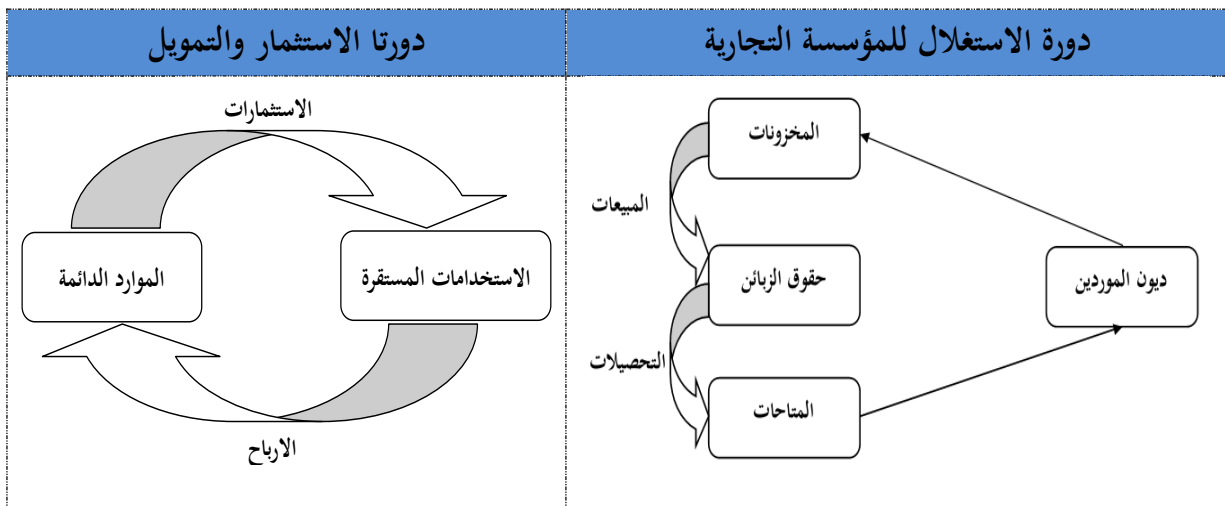 دورة الاستغلال للمؤسسة التجارية
دورتا الاستثمار والتمويل
المخزونات
المبيعات
حقوق الزبائن
ديون الموردين
التحصيلات
المتاحات
الاستثمارات
الموارد الدائمة
الاستخدامات المستقرة
الارباح